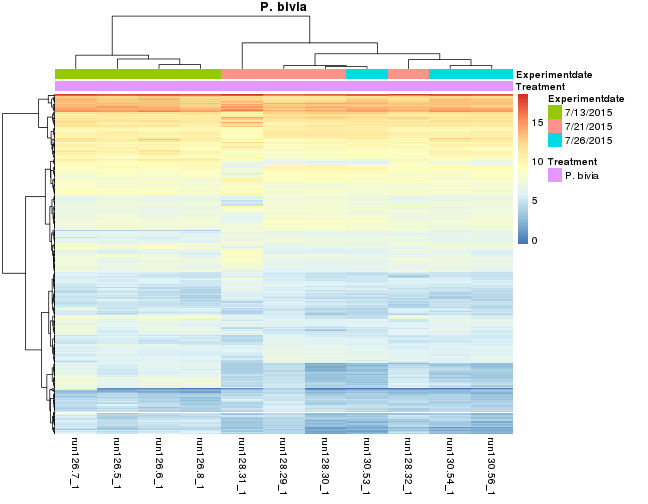 P. bivia
Experimentdate
Treatment
Experimentdate
7/13/2015
7/21/2015
7/26/2015
Treatment
P. bivia
15
10
5
0
run126.7_1
run126.5_1
run126.6_1
run126.8_1
run128.31_1
run128.29_1
run128.30_1
run130.53_1
run128.32_1
run130.54_1
run130.56_1